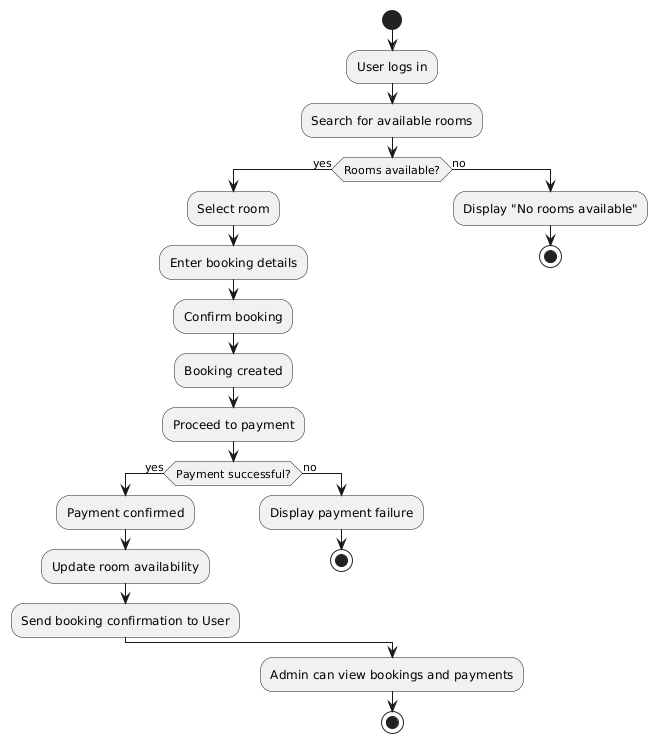 User logs in
Search for available rooms
yes
Rooms available?
no
Select room
Display "No rooms available"
Enter booking details
Confirm booking
Booking created
Proceed to payment
yes
Payment successful?
no
Payment confirmed
Display payment failure
Update room availability
Send booking confirmation to User
Admin can view bookings and payments